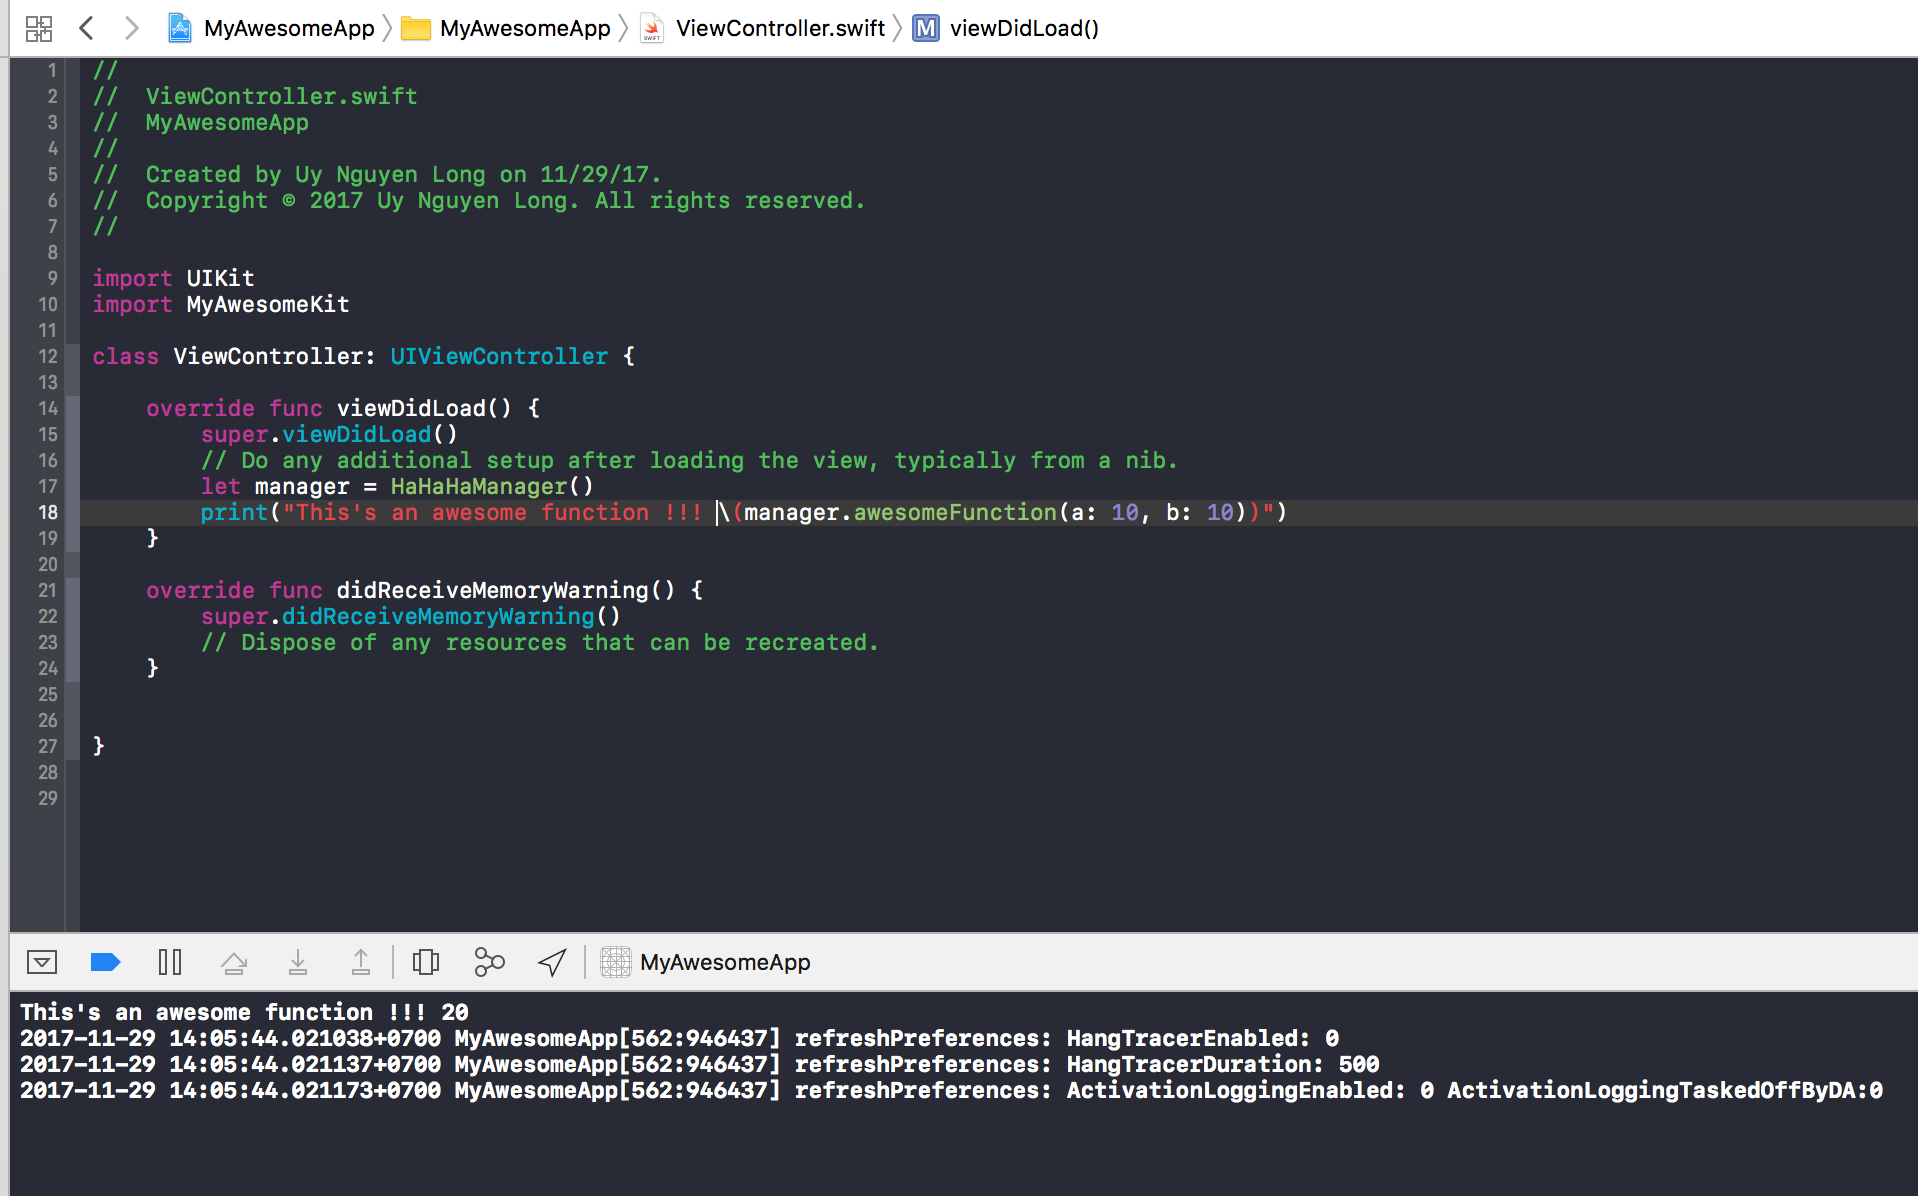 MyAwesomeApp MyAwesomeApp SWIFT ViewController.swift M viewDidLoad()
1 //
2 //  ViewController.swift
3 //  MyAwesomeApp
4 //
5 //  Created by Uy Nguyen Long on 11/29/17.
6 //  Copyright © 2017 Uy Nguyen Long. All rights reserved.
7 //
8
9 import UIKit
10 import MyAwesomeKit
11
12 class ViewController: UIViewController {
13
14     override func viewDidLoad() {
15         super.viewDidLoad()
16         // Do any additional setup after loading the view, typically from a nib.
17         let manager = HaHaHaManager()
18         print("This's an awesome function !!! \(manager.awesomeFunction(a: 10, b: 10))")
19     }
20
21     override func didReceiveMemoryWarning() {
22         super.didReceiveMemoryWarning()
23         // Dispose of any resources that can be recreated.
24     }
25
26
27 }
28
29
MyAwesomeApp
This's an awesome function !!! 20
2017-11-29 14:05:44.021038+0700 MyAwesomeApp[562:946437] refreshPreferences: HangTracerEnabled: 0
2017-11-29 14:05:44.021137+0700 MyAwesomeApp[562:946437] refreshPreferences: HangTracerDuration: 500
2017-11-29 14:05:44.021173+0700 MyAwesomeApp[562:946437] refreshPreferences: ActivationLoggingEnabled: 0 ActivationLoggingTaskedOffByDA:0